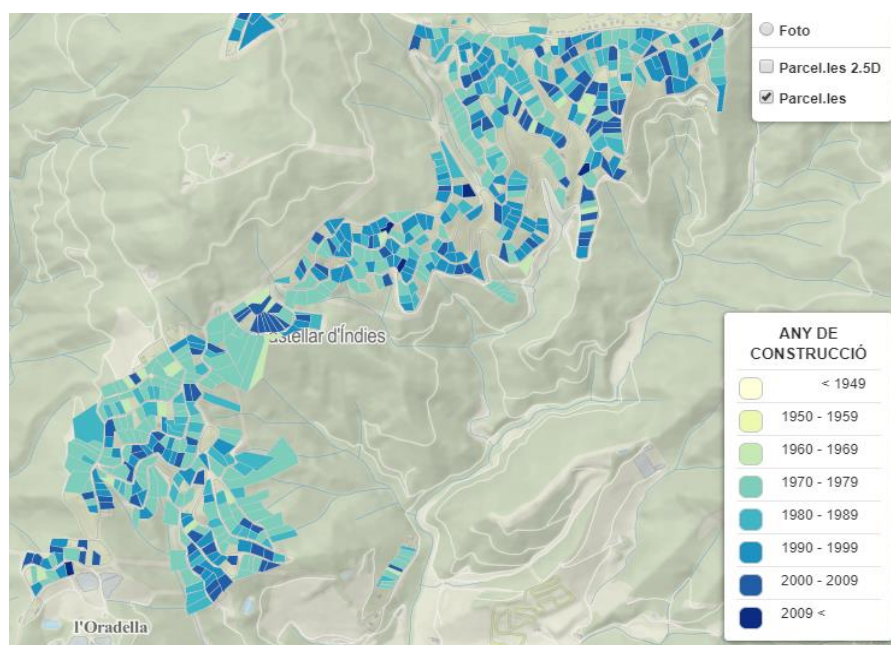 Foto
Parcel.les 2.5D
Parcel.les
astellar d'Índies
ANY DE
CONSTRUCCIÓ
< 1949
1950 - 1959
1960 - 1969
1970 - 1979
1980 - 1989
1990 - 1999
2000 - 2009
2009 <
l'Oradella